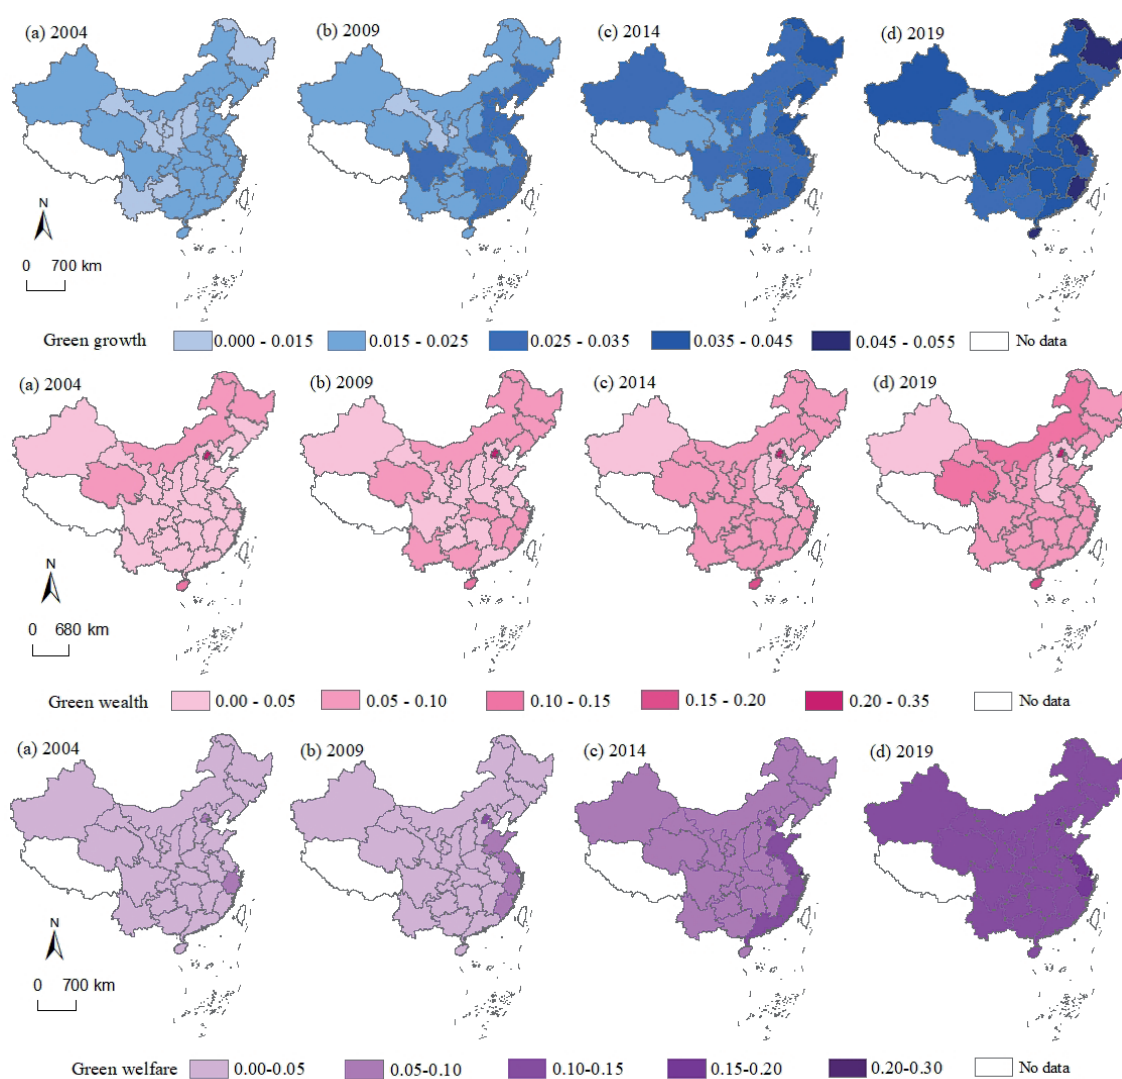 (a) 2004
(b) 2009
(c) 2014
(d) 2019
N
0 700 km
Green growth 0.000 - 0.015 0.015 - 0.025 0.025 - 0.035 0.035 - 0.045 0.045 - 0.055 No data
(a) 2004
(b) 2009
(c) 2014
(d) 2019
N
0 680 km
Green wealth 0.00 - 0.05 0.05 - 0.10 0.10 - 0.15 0.15 - 0.20 0.20 - 0.35 No data
(a) 2004
(b) 2009
(c) 2014
(d) 2019
N
0 700 km
Green welfare 0.00-0.05 0.05-0.10 0.10-0.15 0.15-0.20 0.20-0.30 No data